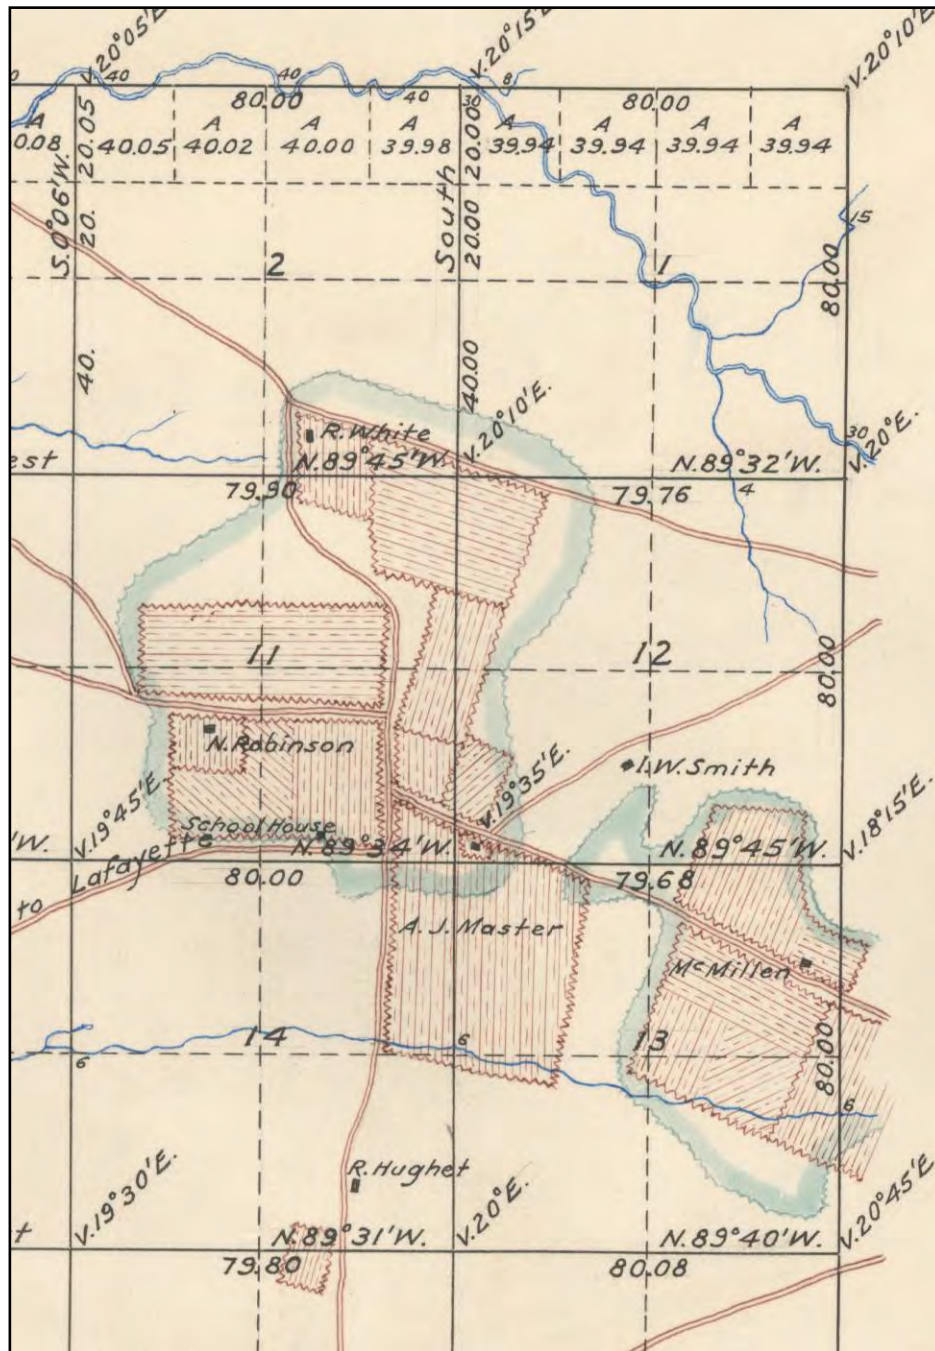 V.20°05'E.
V.20°15'E.
V.20°10'E.
40
40
40
30
8
80.00
80.00
A
A
A
A
A
A
A
A
0.08
40.05
40.02
40.00
39.98
39.94
39.94
39.94
39.94
20.05
20.00
S.0°06'W.
20.
South
20.00
15
2
1
80.00
40.
40.00
R. White
V.20°10'E.
30
V.20°E.
est
N.89°45'W.
N.89°32'W.
79.90
79.76
4
11
12
80.00
N. Robinson
I.W. Smith
V.19°45'E.
V.19°35'E.
V.18°15'E.
School House
'W.
N.89°34'W.
N.89°45'W.
to Lafayette
80.00
79.68
A. J. Master
McMillen
14
13
80.00
6
6
6
R. Hughet
V.19°30'E.
V.20°E.
V.20°45'E.
t
N.89°31'W.
N.89°40'W.
79.80
80.08